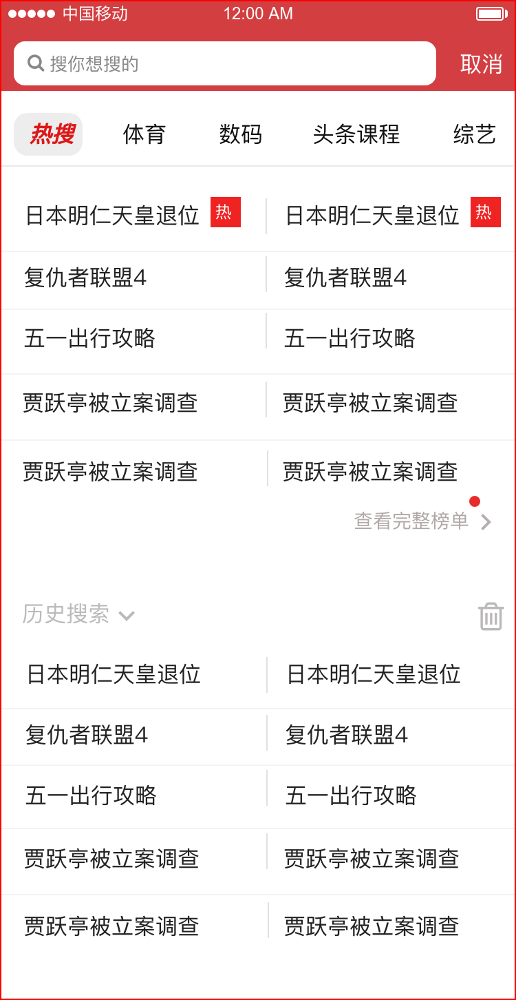 中国移动 12:00 AM
搜你想搜的 取消
热搜 体育 数码 头条课程 综艺
日本明仁天皇退位 热 日本明仁天皇退位 热
复仇者联盟4 复仇者联盟4
五一出行攻略 五一出行攻略
贾跃亭被立案调查 贾跃亭被立案调查
贾跃亭被立案调查 贾跃亭被立案调查
查看完整榜单
历史搜索
日本明仁天皇退位 日本明仁天皇退位
复仇者联盟4 复仇者联盟4
五一出行攻略 五一出行攻略
贾跃亭被立案调查 贾跃亭被立案调查
贾跃亭被立案调查 贾跃亭被立案调查